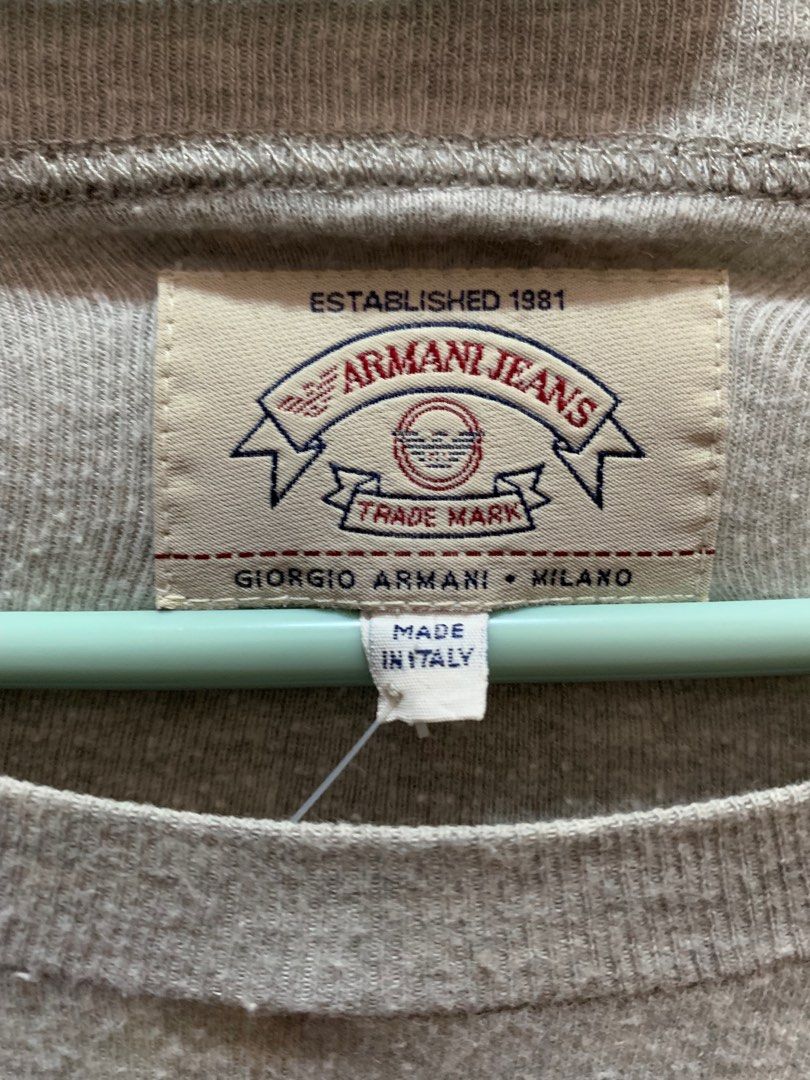 ESTABLISHED 1981
ARMANI JEANS
TRADE MARK
GIORGIO ARMANI • MILANO
MADE
IN ITALY